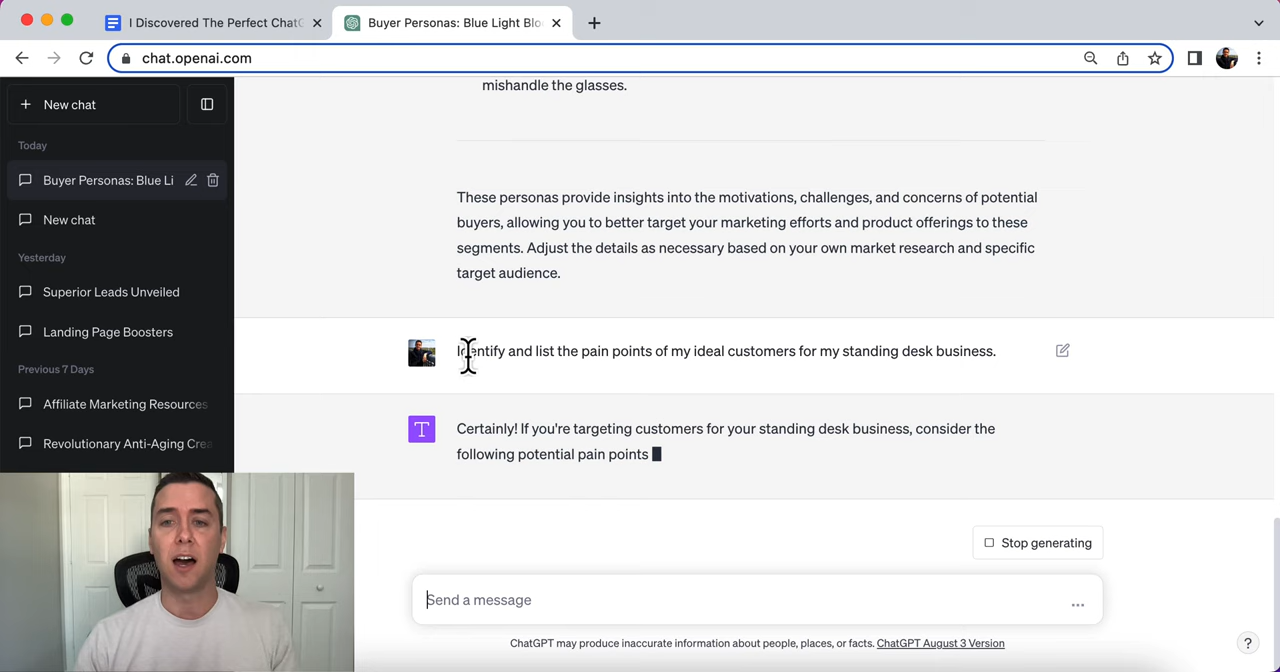 I Discovered The Perfect ChatG
Buyer Personas: Blue Light Blo
chat.openai.com
New chat
Today
Buyer Personas: Blue Li
New chat
Yesterday
Superior Leads Unveiled
Landing Page Boosters
Previous 7 Days
Affiliate Marketing Resources
Revolutionary Anti-Aging Crea
mishandle the glasses.
These personas provide insights into the motivations, challenges, and concerns of potential
buyers, allowing you to better target your marketing efforts and product offerings to these
segments. Adjust the details as necessary based on your own market research and specific
target audience.
Identify and list the pain points of my ideal customers for my standing desk business.
T
Certainly! If you're targeting customers for your standing desk business, consider the
following potential pain points
Stop generating
Send a message
ChatGPT may produce inaccurate information about people, places, or facts. ChatGPT August 3 Version
?